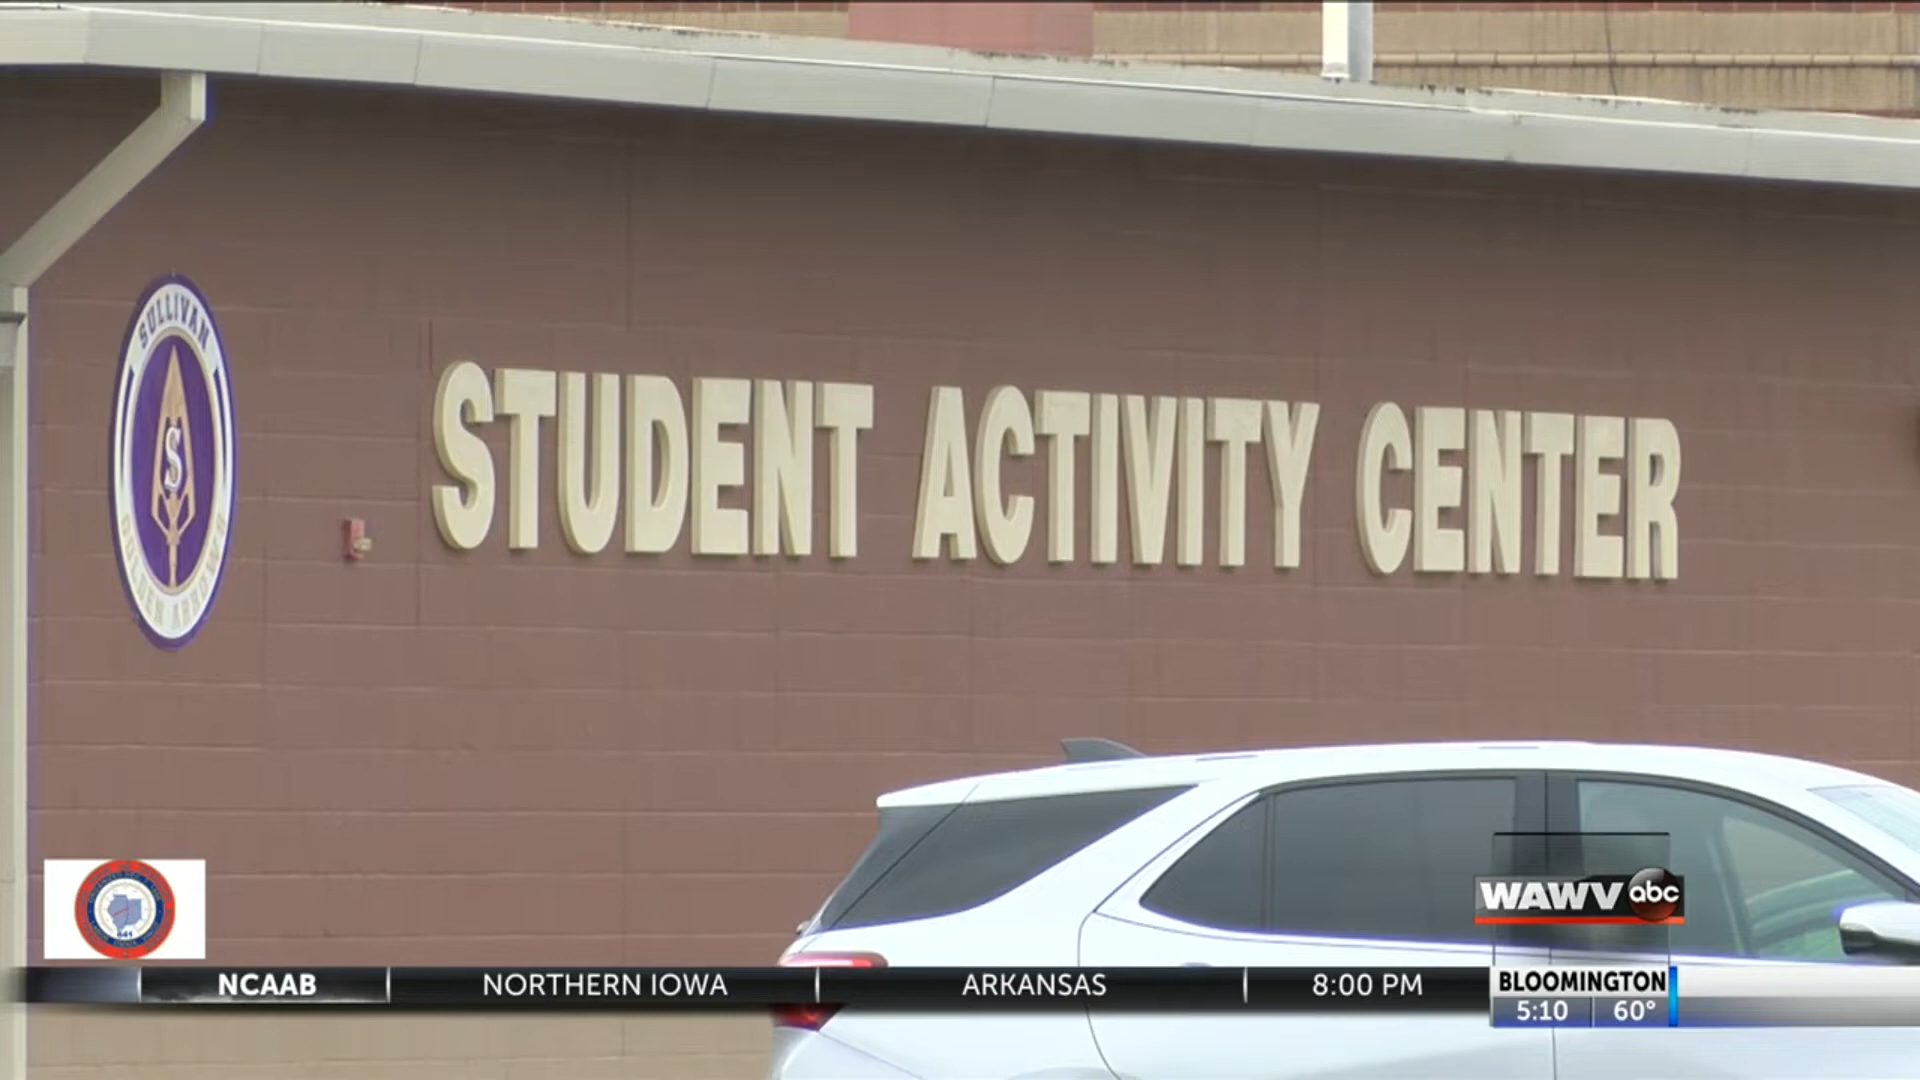 SULLIVAN
S
GOLDEN ARROWS
STUDENT ACTIVITY CENTER
WAWV abc
NCAAB NORTHERN IOWA ARKANSAS 8:00 PM
BLOOMINGTON
5:10 60°